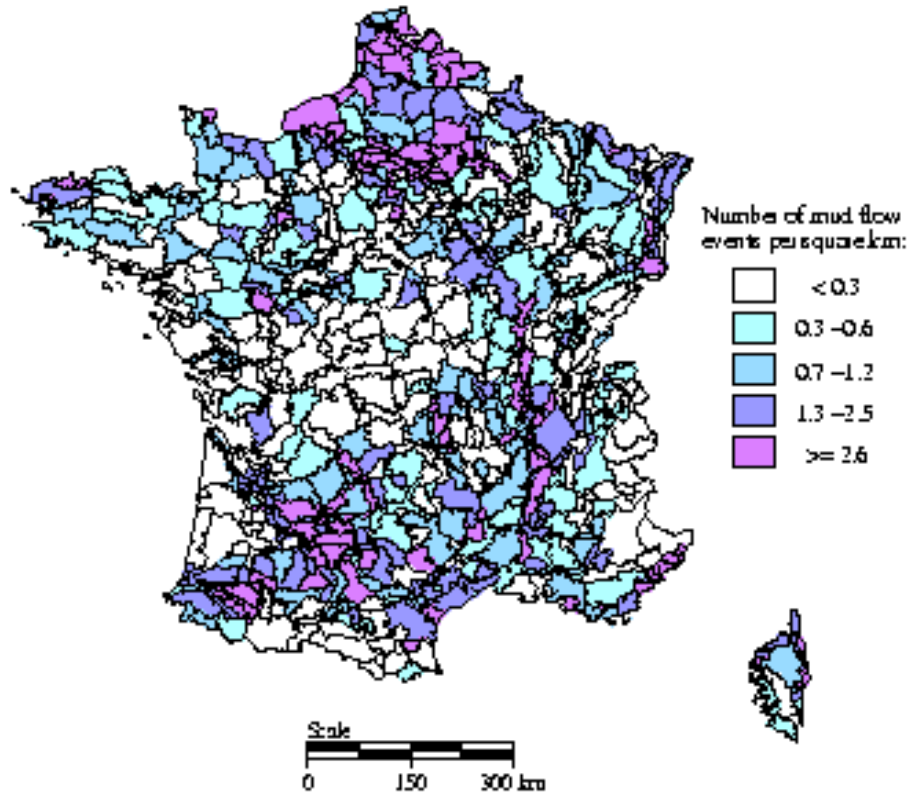 Number of mud flow
events per square km:
< 0.3
0.3 –0.6
0.7 –1.2
1.3 –2.5
>= 2.6
Scale
0 150 300 km